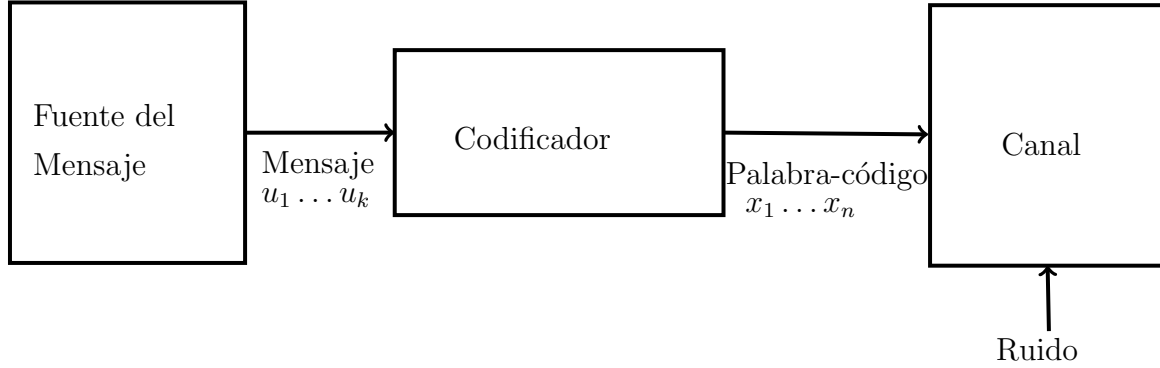 Fuente del
Mensaje
Mensaje
u₁ … uₖ
Codificador
Palabra-código
x₁ … xₙ
Canal
Ruido